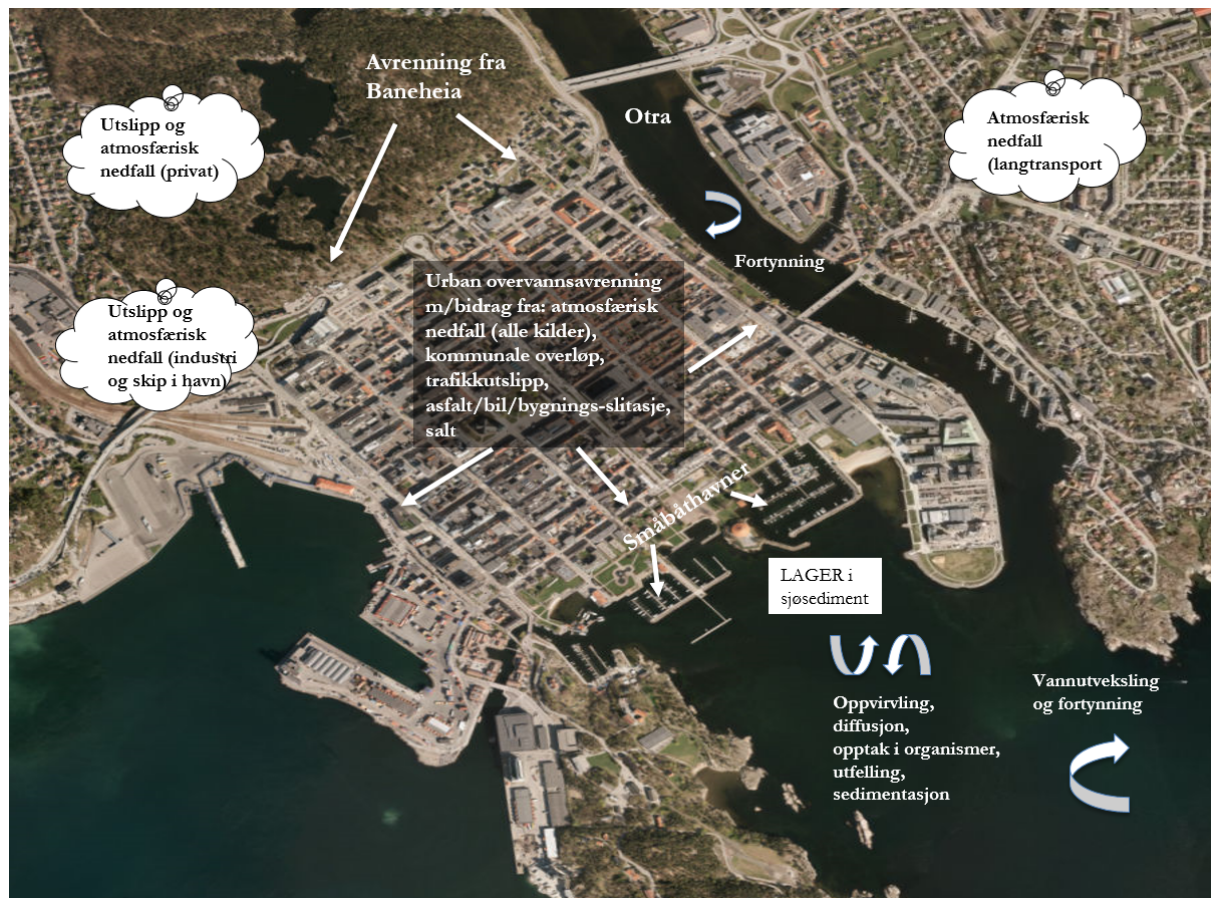 Avrenning fra
Baneheia
Utslipp og
atmosfærisk
nedfall (privat)
Otra
Atmosfærisk
nedfall
(langtransport
Fortynning
Urban overvannsavrenning
m/bidrag fra: atmosfærisk
nedfall (alle kilder),
kommunale overløp,
trafikkutslipp,
asfalt/bil/bygnings-slitasje,
salt
Utslipp og
atmosfærisk
nedfall (industri
og skip i havn)
Småbåthavner
LAGER i
sjøsediment
Oppvirvling,
diffusjon,
opptak i organismer,
utfelling,
sedimentasjon
Vannutveksling
og fortynning